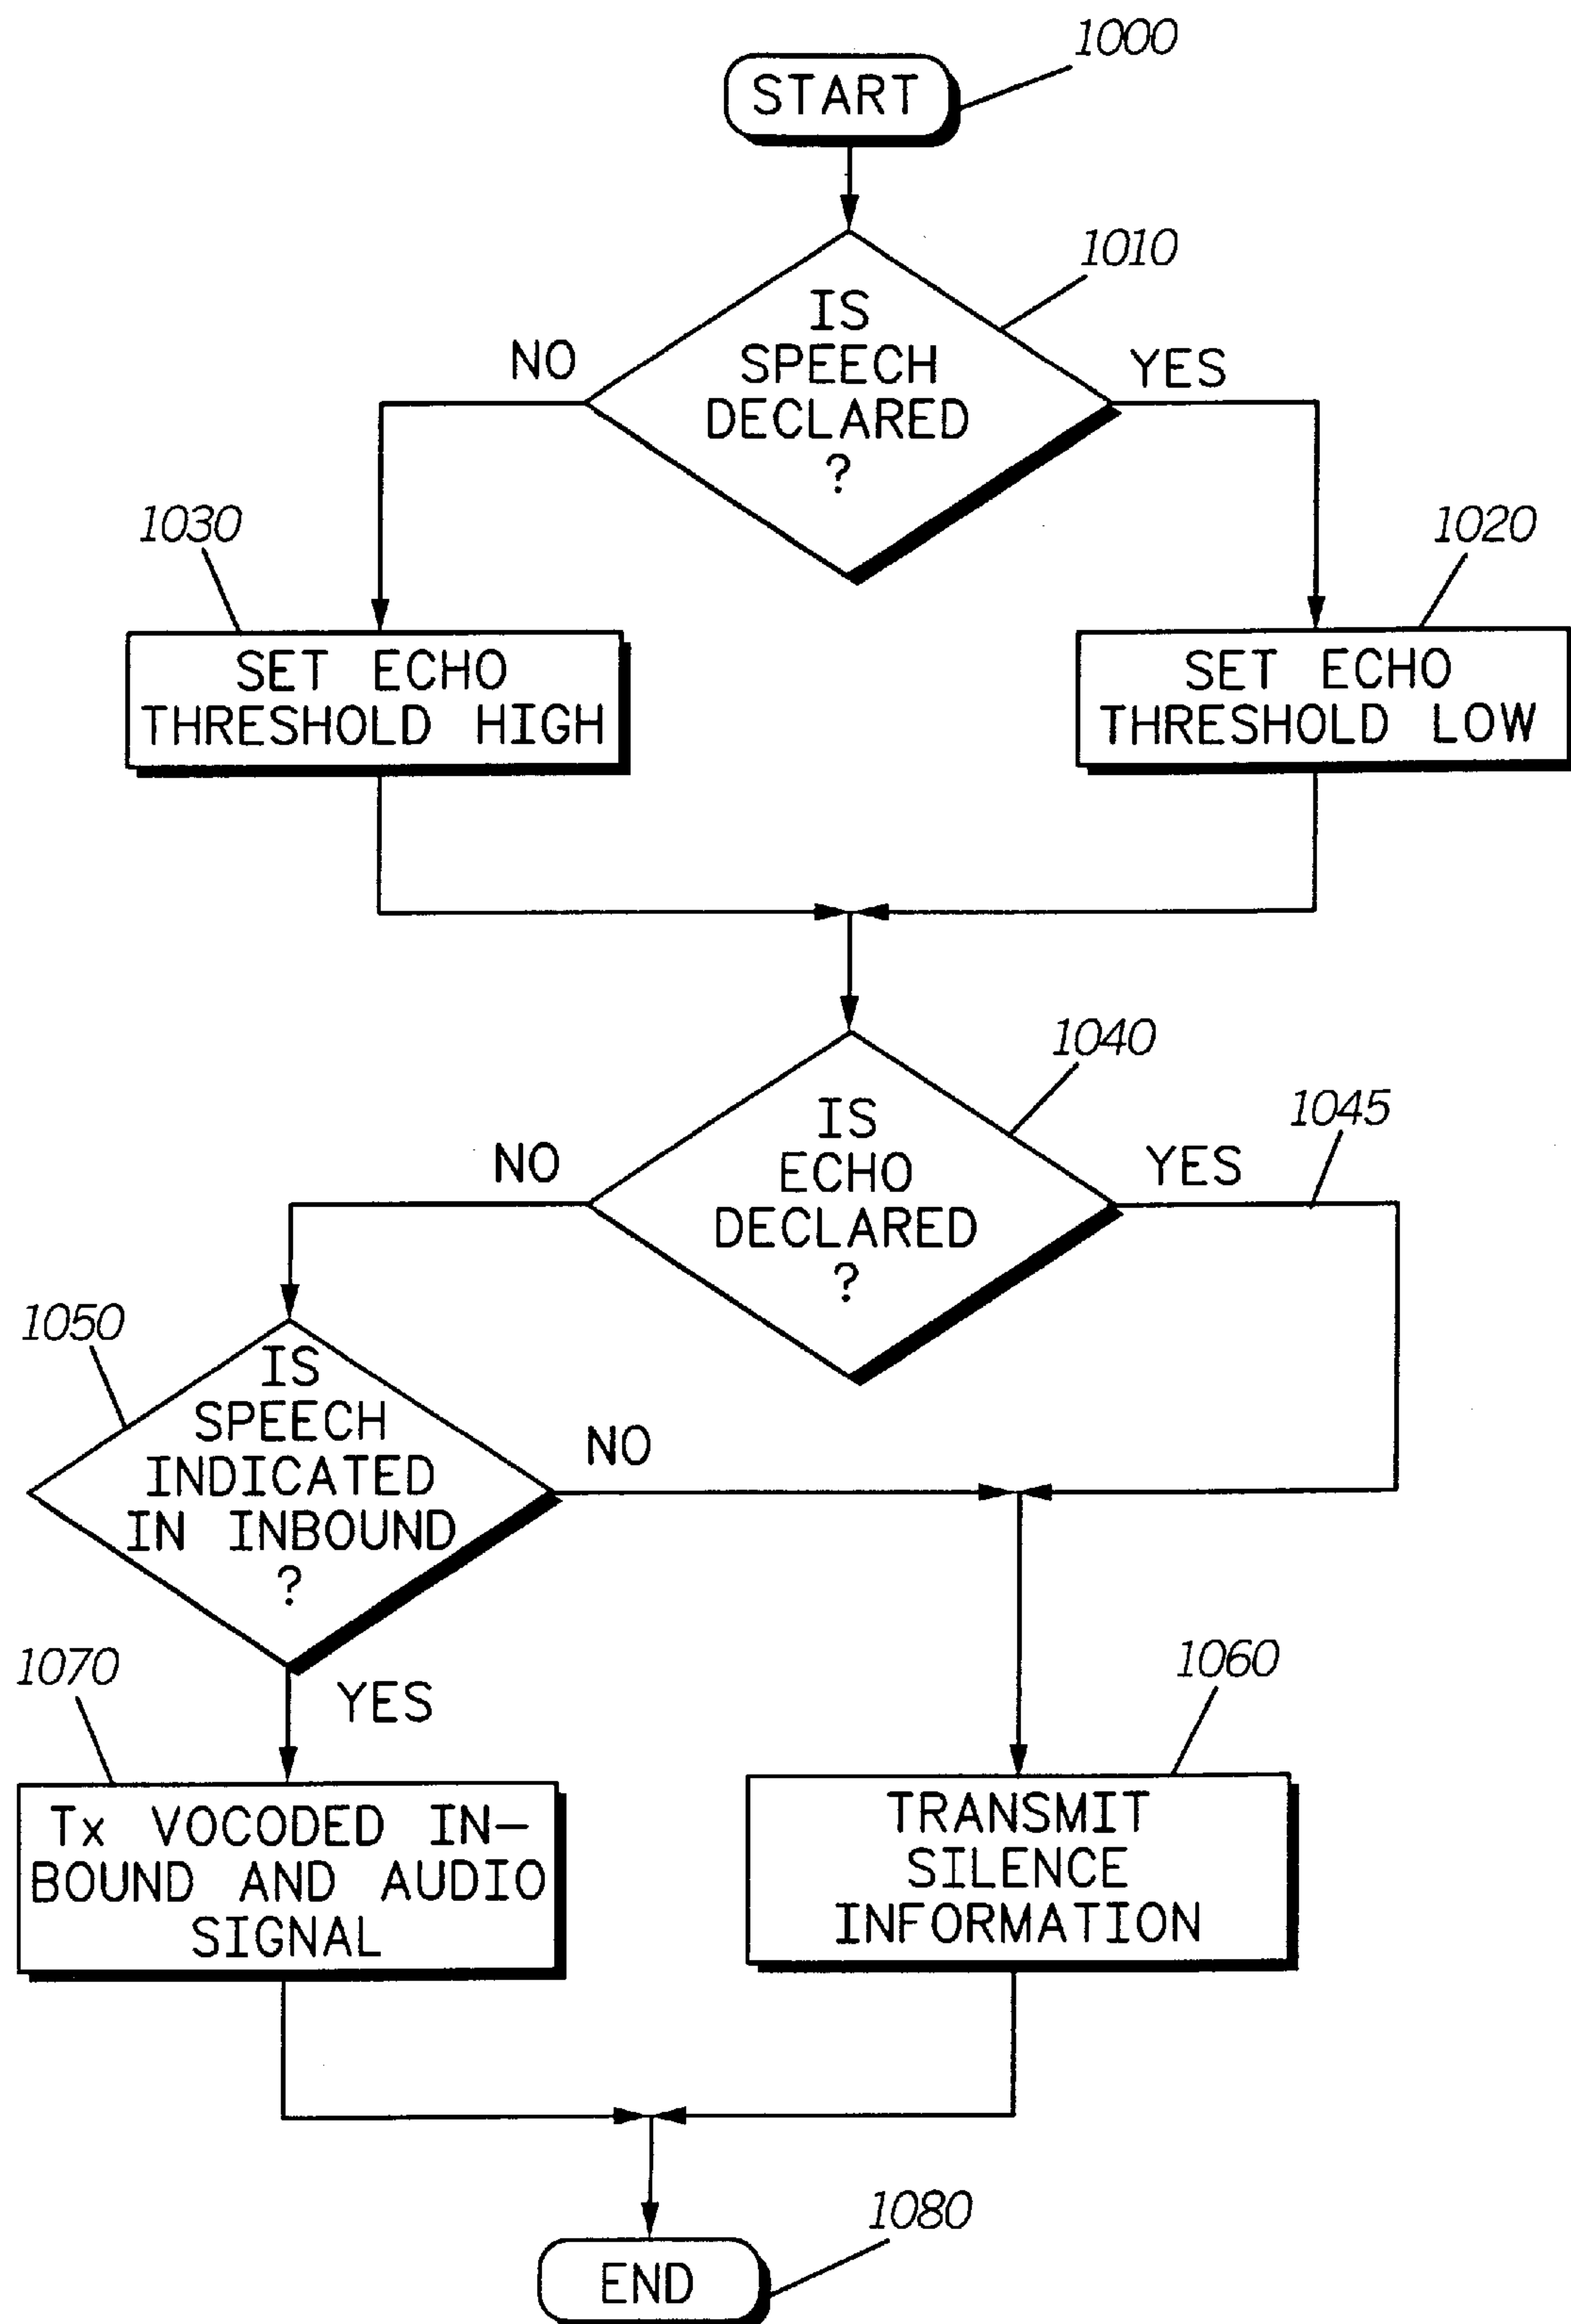 1000
START
1010
IS
SPEECH
DECLARED
?
NO
YES
1030
1020
SET ECHO
THRESHOLD HIGH
SET ECHO
THRESHOLD LOW
1040
IS
ECHO
DECLARED
?
NO
YES
1045
1050
IS
SPEECH
INDICATED
IN INBOUND
?
NO
YES
1070
1060
Tx VOCODED IN-
BOUND AND AUDIO
SIGNAL
TRANSMIT
SILENCE
INFORMATION
1080
END